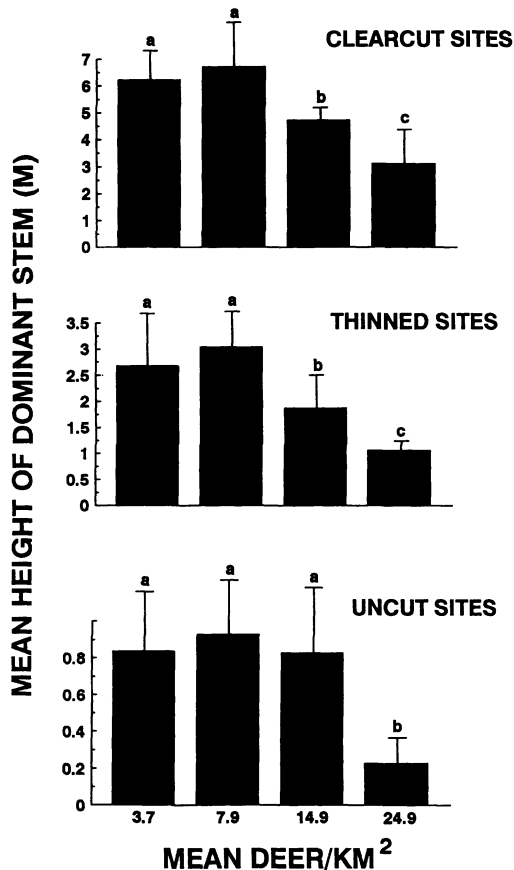 MEAN HEIGHT OF DOMINANT STEM (M)
CLEARCUT SITES
a
a
b
c
7
6
5
4
3
2
1
0
THINNED SITES
a
a
b
c
3.5
3
2.5
2
1.5
1
0.5
0
UNCUT SITES
a
a
a
b
0.8
0.6
0.4
0.2
0
3.7 7.9 14.9 24.9
MEAN DEER/KM²